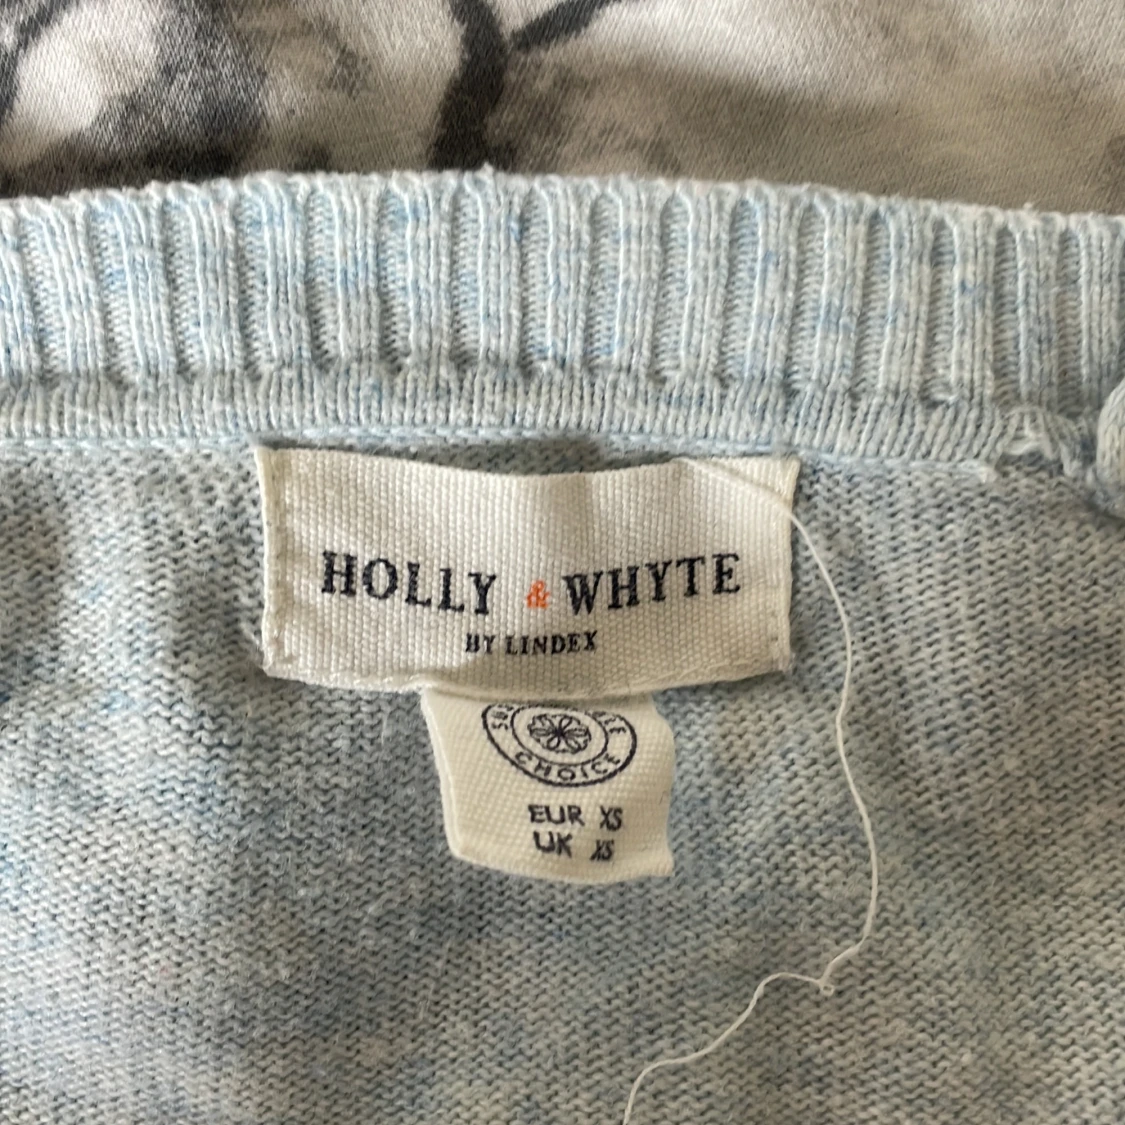 HOLLY & WHYTE
BY LINDEX
CHOICE
EUR XS
UK XS